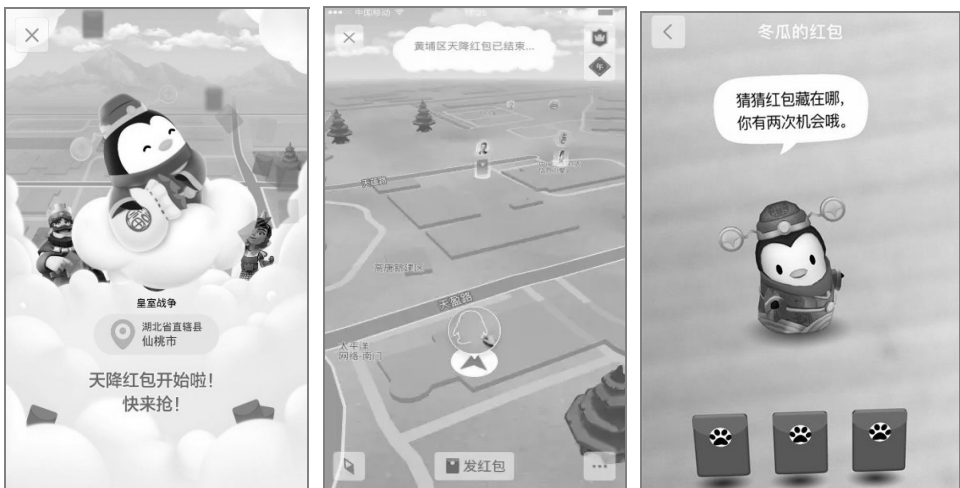 皇室战争
湖北省直辖县
仙桃市
天降红包开始啦！
快来抢！
黄埔区天降红包已结束...
年
天盈路
太平洋
网络-南门
发红包
冬瓜的红包
猜猜红包藏在哪，
你有两次机会哦。